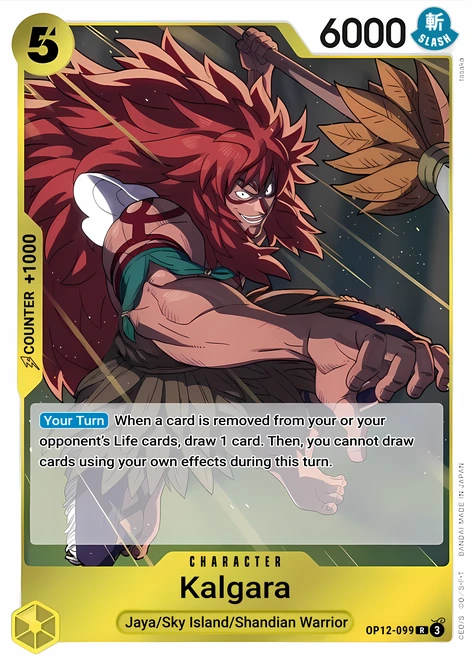 5
6000
斬
SLASH
COUNTER +1000
Your Turn When a card is removed from your or your
opponent's Life cards, draw 1 card. Then, you cannot draw
cards using your own effects during this turn.
CHARACTER
Kalgara
Jaya/Sky Island/Shandian Warrior
OP12-099 R 3
BANDAI MADE IN JAPAN